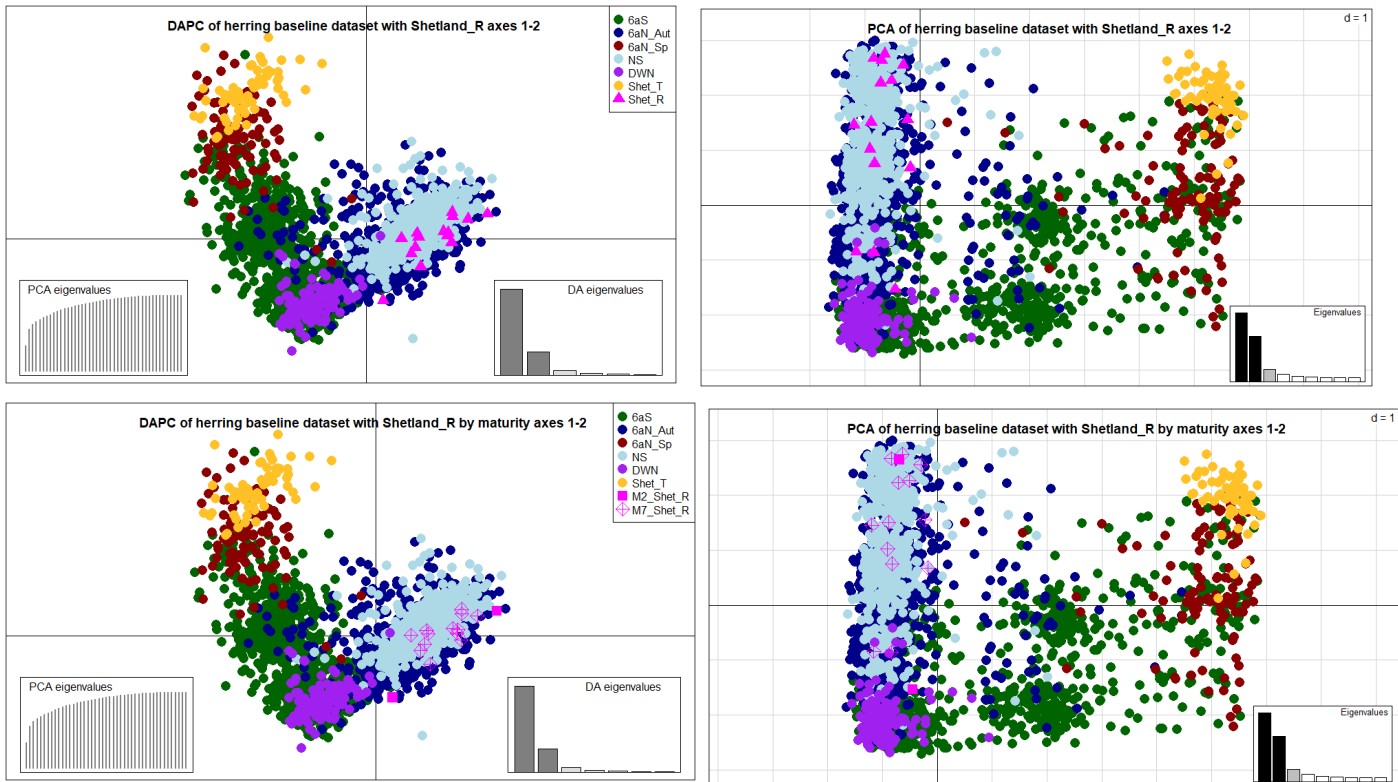 DAPC of herring baseline dataset with Shetland_R axes 1-2
6aS
6aN_Aut
6aN_Sp
NS
DWN
Shet_T
Shet_R
PCA eigenvalues
DA eigenvalues
d = 1
PCA of herring baseline dataset with Shetland_R axes 1-2
Eigenvalues
DAPC of herring baseline dataset with Shetland_R by maturity axes 1-2
6aS
6aN_Aut
6aN_Sp
NS
DWN
Shet_T
M2_Shet_R
M7_Shet_R
PCA eigenvalues
DA eigenvalues
d = 1
PCA of herring baseline dataset with Shetland_R by maturity axes 1-2
Eigenvalues